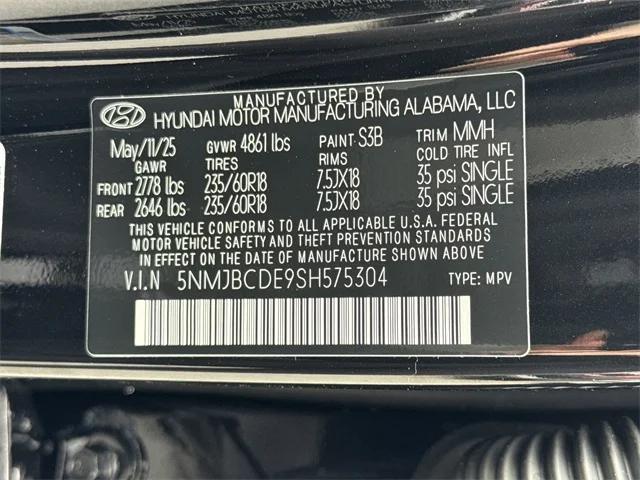 MANUFACTURED BY
HYUNDAI MOTOR MANUFACTURING ALABAMA, LLC
May/11/25 GVWR 4861 lbs PAINT: S3B TRIM MMH
GAWR TIRES RIMS COLD TIRE INFL
FRONT 2778 lbs 235/60R18 7.5JX18 35 psi SINGLE
REAR 2646 lbs 235/60R18 7.5JX18 35 psi SINGLE
THIS VEHICLE CONFORMS TO ALL APPLICABLE U.S.A. FEDERAL
MOTOR VEHICLE SAFETY AND THEFT PREVENTION STANDARDS
IN EFFECT ON THE DATE OF MANUFACTURE SHOWN ABOVE.
V.I.N 5NMJBCDE9SH575304 TYPE: MPV